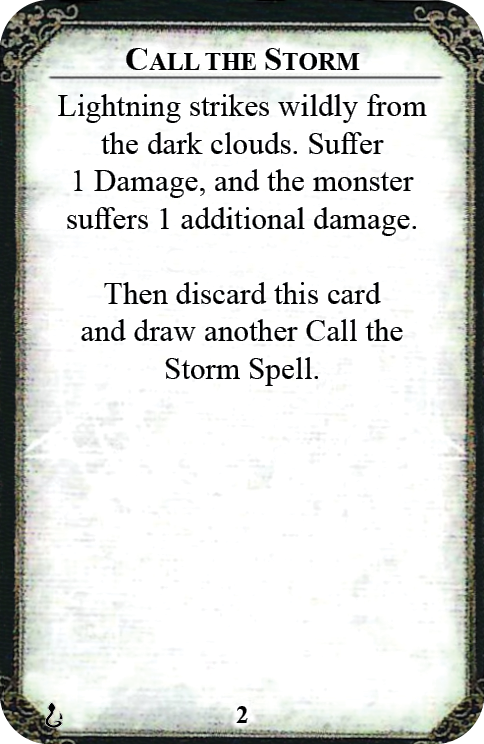 CALL THE STORM
Lightning strikes wildly from
the dark clouds. Suffer
1 Damage, and the monster
suffers 1 additional damage.
Then discard this card
and draw another Call the
Storm Spell.
2